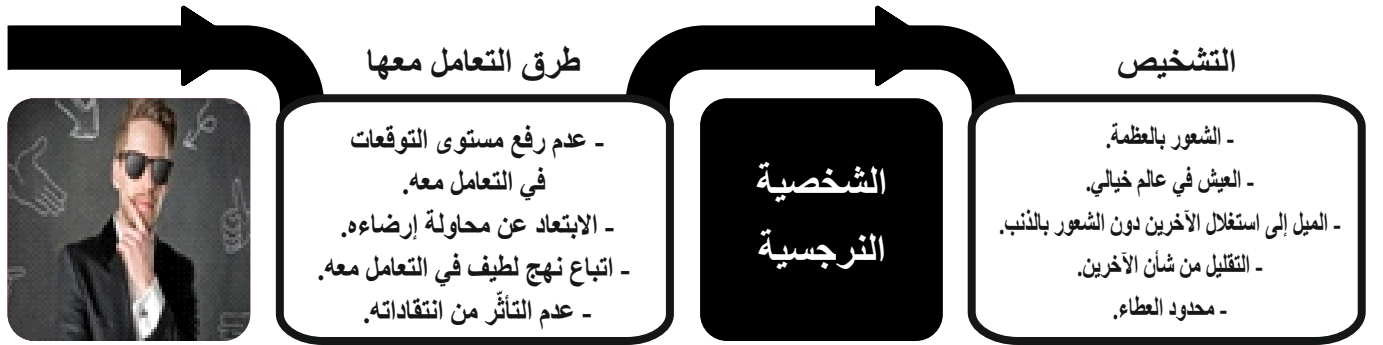 التشخيص
- الشعور بالعظمة.
- العيش في عالم خيالي.
- الميل إلى استغلال الآخرين دون الشعور بالذنب.
- التقليل من شأن الآخرين.
- محدود العطاء.
الشخصية
النرجسية
طرق التعامل معها
- عدم رفع مستوى التوقعات
في التعامل معه.
- الابتعاد عن محاولة إرضاءه.
- اتباع نهج لطيف في التعامل معه.
- عدم التأثّر من انتقاداته.